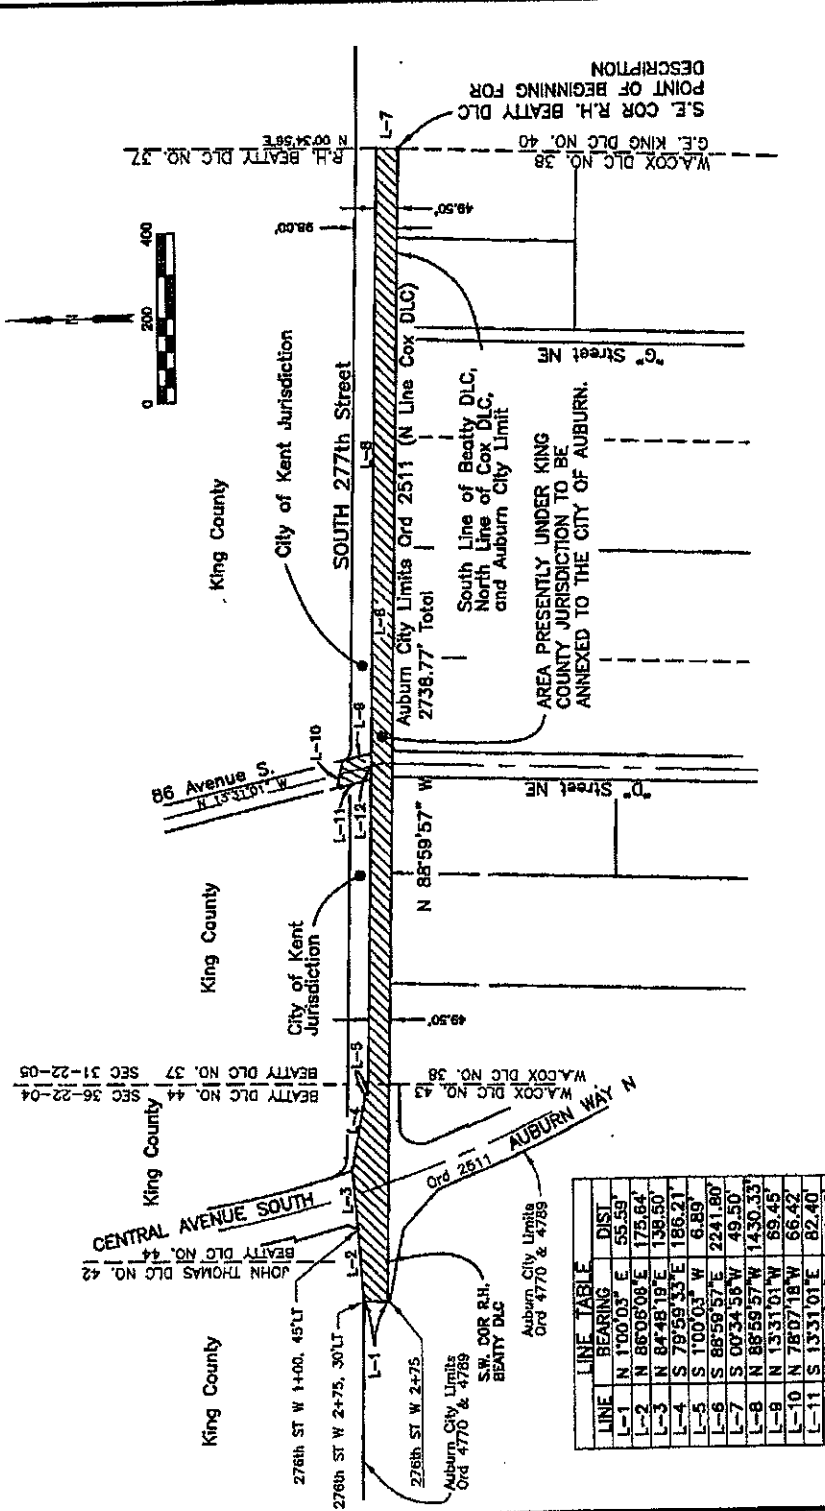 King County
King County
King County
King County
CENTRAL AVENUE SOUTH
86 Avenue S.
N 13°31'01" W
0 200 400
N
SOUTH 277th Street
City of Kent Jurisdiction
City of Kent
Jurisdiction
R.H. BEATTY DLC NO. 37
N 00°34'56"E
G.E. KING DLC NO. 40
W.A.COX DLC NO. 38
S.E. COR R.H. BEATTY DLC
POINT OF BEGINNING FOR
DESCRIPTION
98.00'
49.50'
49.50'
BEATTY DLC NO. 37 SEC 31-22-05
BEATTY DLC NO. 44 SEC 36-22-04
W.A.COX DLC NO. 38
W.A.COX DLC NO. 43
JOHN THOMAS DLC NO. 42
BEATTY DLC NO. 44
276th ST W 1+00, 45'LT
276th ST W 2+75, 30'LT
276th ST W 2+75
Auburn City Limits
Ord 4770 & 4789
S.W. COR R.H.
BEATTY DLC
Auburn City Limits
Ord 4770 & 4789
Ord 2511 AUBURN WAY N
L-1
L-2
L-3
L-4
L-5
L-6
L-7
L-8
L-9
L-10
L-11
L-12
N 88°59'57" W
Auburn City Limits Ord 2511 (N Line Cox DLC)
2738.77' Total
South Line of Beatty DLC,
North Line of Cox DLC,
and Auburn City Limit
AREA PRESENTLY UNDER KING
COUNTY JURISDICTION TO BE
ANNEXED TO THE CITY OF AUBURN.
"D" Street NE
"G" Street NE
LINE TABLE
LINE BEARING DIST
L-1 N 1°00'03" E 55.59'
L-2 N 86°06'06"E 175.64'
L-3 N 84°48'19"E 138.50'
L-4 S 79°59'33"E 186.21'
L-5 S 1°00'03" W 6.89'
L-6 S 88°59'57"E 2241.80'
L-7 S 00°34'56"W 49.50'
L-8 N 88°59'57"W 1430.33'
L-9 N 13°31'01"W 69.45'
L-10 N 78°07'18"W 66.42'
L-11 S 13°31'01"E 82.40'